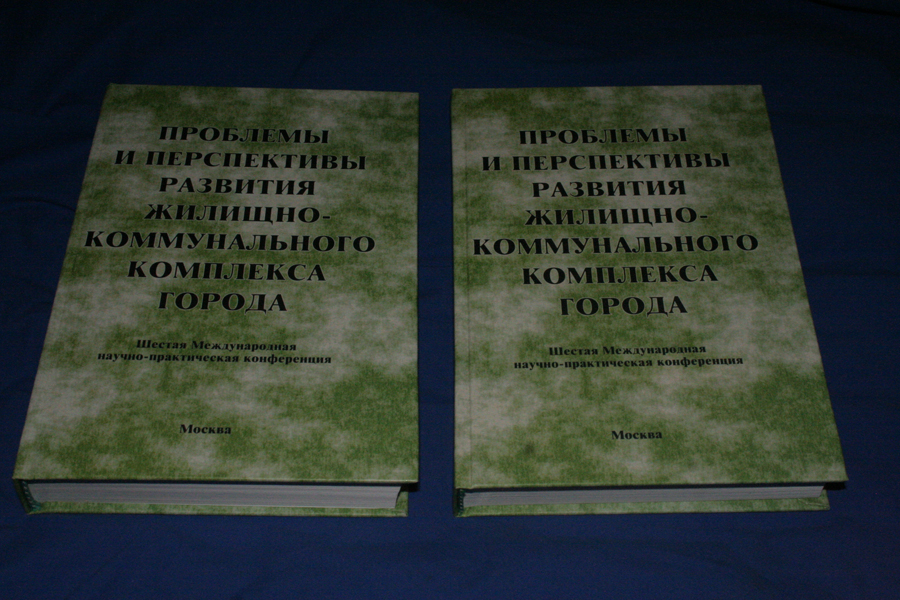 ПРОБЛЕМЫ
И ПЕРСПЕКТИВЫ
РАЗВИТИЯ
ЖИЛИЩНО-
КОММУНАЛЬНОГО
КОМПЛЕКСА
ГОРОДА
Шестая Международная
научно-практическая конференция
Москва
ПРОБЛЕМЫ
И ПЕРСПЕКТИВЫ
РАЗВИТИЯ
ЖИЛИЩНО-
КОММУНАЛЬНОГО
КОМПЛЕКСА
ГОРОДА
Шестая Международная
научно-практическая конференция
Москва